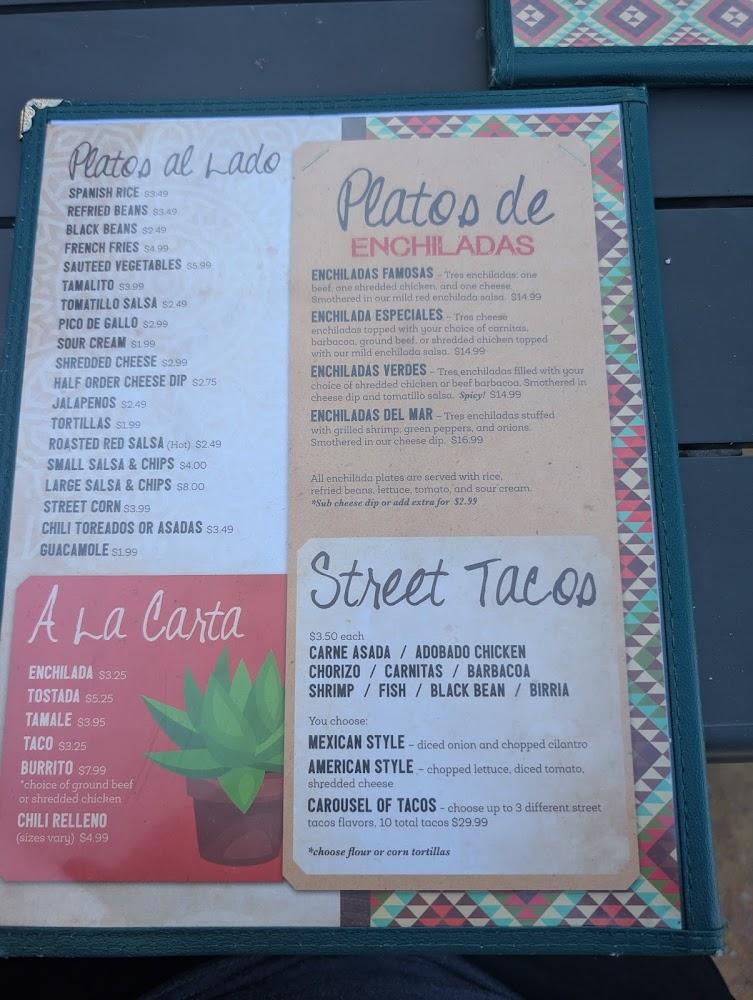 Platos al Lado
SPANISH RICE $3.49
REFRIED BEANS $3.49
BLACK BEANS $2.49
FRENCH FRIES $4.99
SAUTEED VEGETABLES $5.99
TAMALITO $3.99
TOMATILLO SALSA $2.49
PICO DE GALLO $2.99
SOUR CREAM $1.99
SHREDDED CHEESE $2.99
HALF ORDER CHEESE DIP $2.75
JALAPENOS $2.49
TORTILLAS $1.99
ROASTED RED SALSA (Hot) $2.49
SMALL SALSA & CHIPS $4.00
LARGE SALSA & CHIPS $8.00
STREET CORN $3.99
CHILI TOREADOS OR ASADAS $3.49
GUACAMOLE $1.99
A La Carta
ENCHILADA $3.25
TOSTADA $5.25
TAMALE $3.95
TACO $3.25
BURRITO $7.99
*choice of ground beef
or shredded chicken
CHILI RELLENO
(sizes vary) $4.99
Platos de
ENCHILADAS
ENCHILADAS FAMOSAS – Tres enchiladas: one
beef, one shredded chicken, and one cheese.
Smothered in our mild red enchilada salsa. $14.99
ENCHILADA ESPECIALES – Tres cheese
enchiladas topped with your choice of carnitas,
barbacoa, ground beef, or shredded chicken topped
with our mild enchilada salsa. $14.99
ENCHILADAS VERDES – Tres enchiladas filled with your
choice of shredded chicken or beef barbacoa. Smothered in
cheese dip and tomatillo salsa. Spicy! $14.99
ENCHILADAS DEL MAR – Tres enchiladas stuffed
with grilled shrimp, green peppers, and onions.
Smothered in our cheese dip. $16.99
All enchilada plates are served with rice,
refried beans, lettuce, tomato, and sour cream.
*Sub cheese dip or add extra for $2.99
Street Tacos
$3.50 each
CARNE ASADA / ADOBADO CHICKEN
CHORIZO / CARNITAS / BARBACOA
SHRIMP / FISH / BLACK BEAN / BIRRIA
You choose:
MEXICAN STYLE – diced onion and chopped cilantro
AMERICAN STYLE – chopped lettuce, diced tomato,
shredded cheese
CAROUSEL OF TACOS – choose up to 3 different street
tacos flavors, 10 total tacos $29.99
*choose flour or corn tortillas